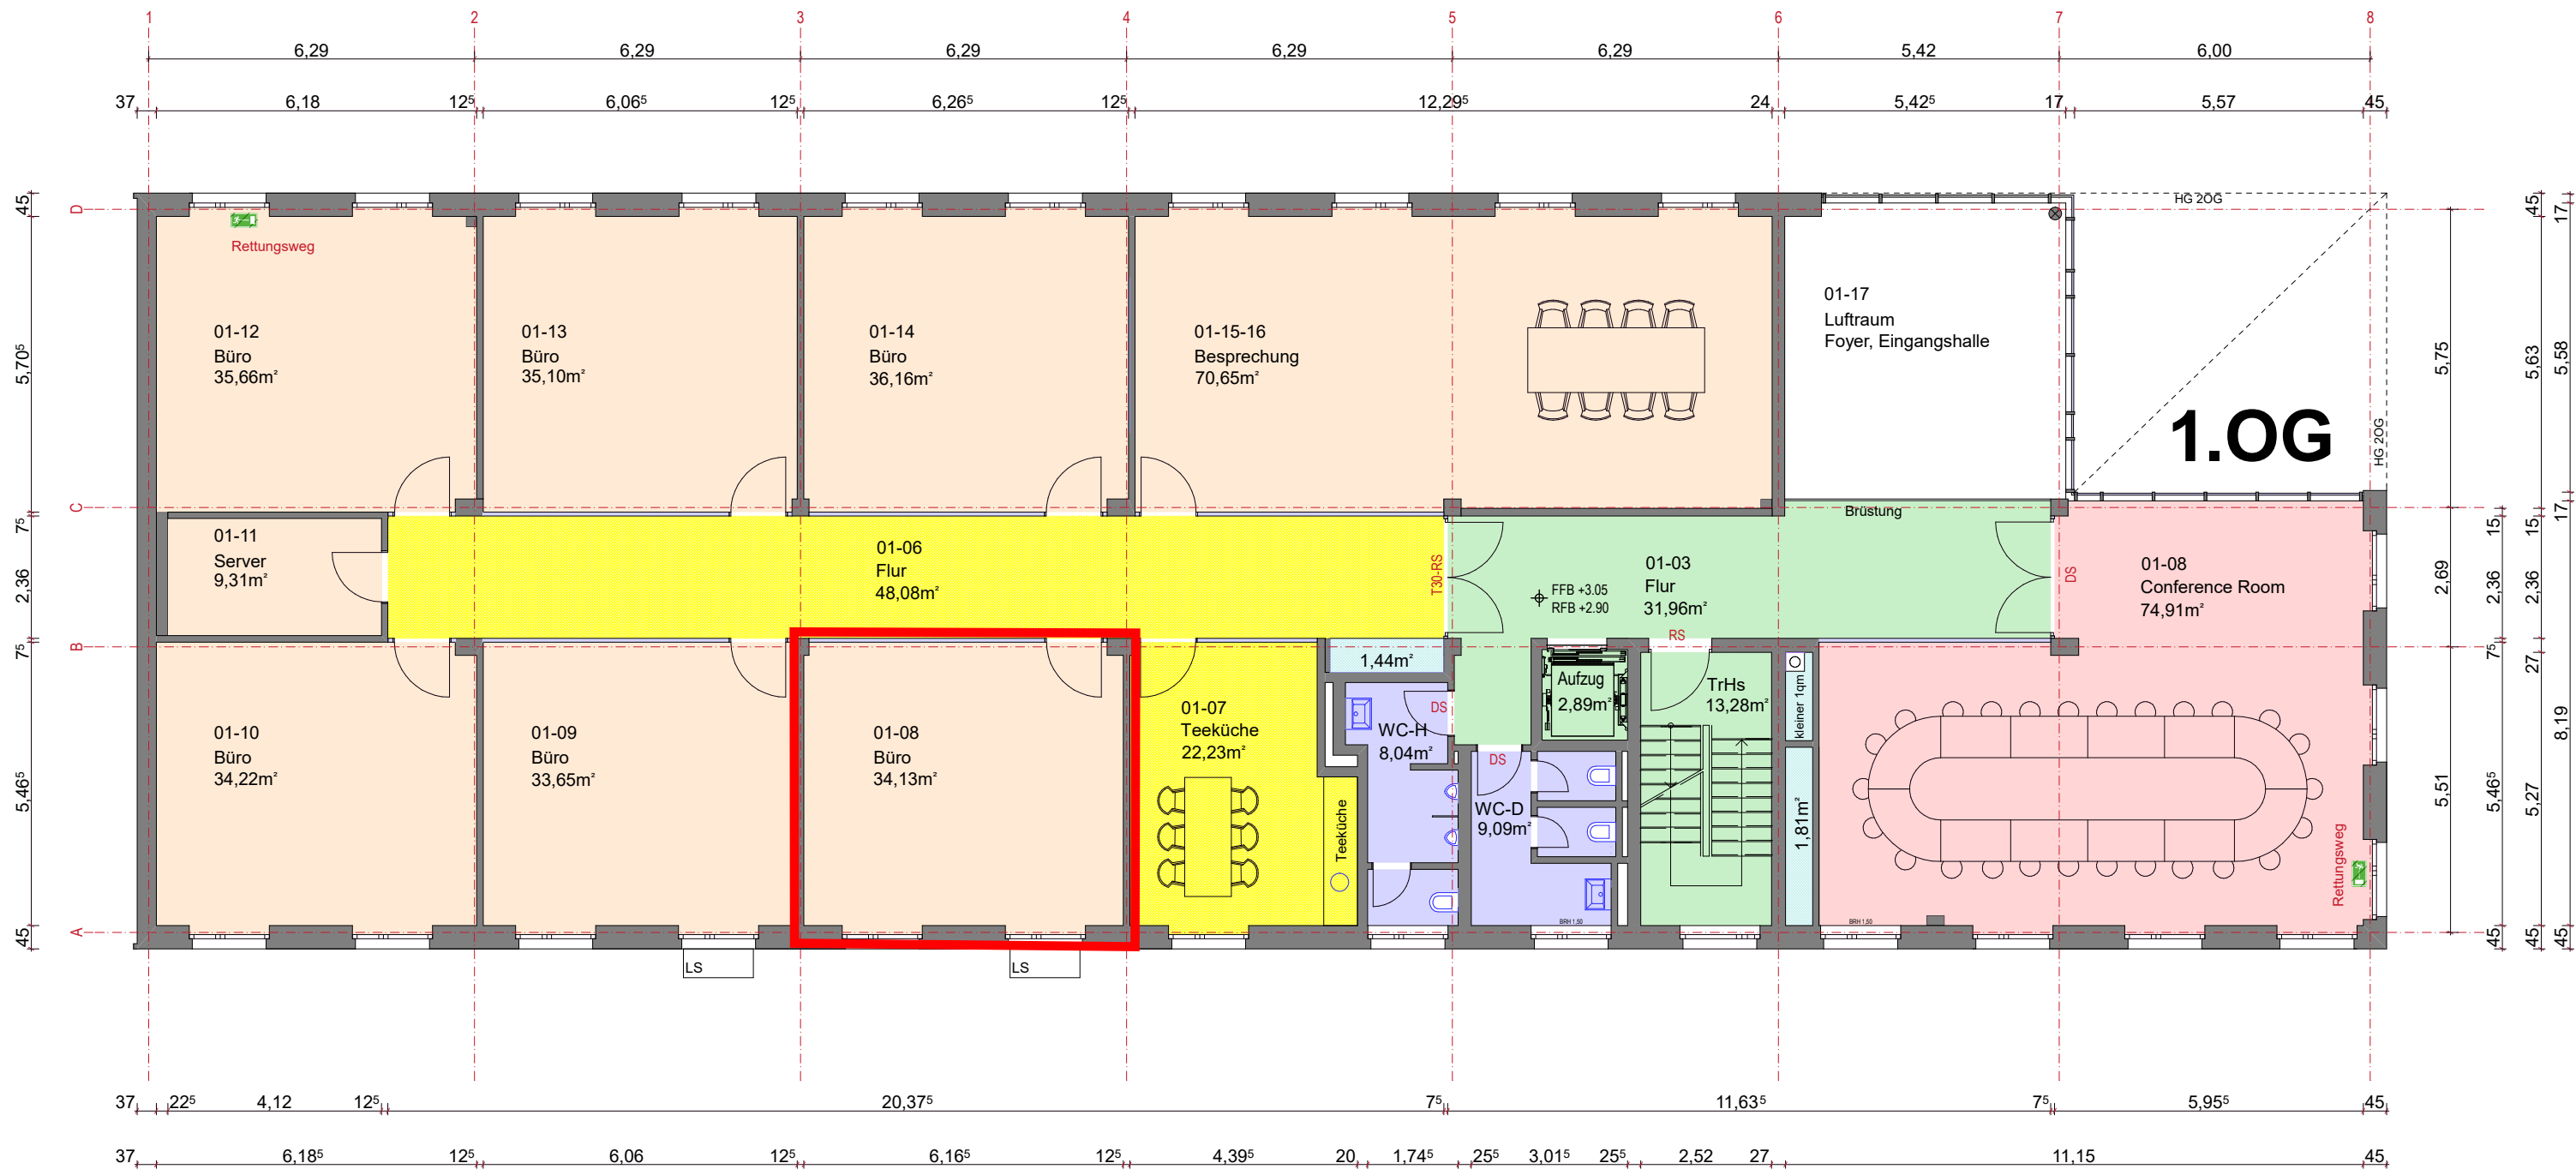 1 2 3 4 5 6 7 8
6,29 6,29 6,29 6,29 6,29 5,42 6,00
37 6,18 12⁵ 6,06⁵ 12⁵ 6,26⁵ 12⁵ 12,29⁵ 24 5,42⁵ 17 5,57 45
D
C
B
A
45
5,70⁵
75
2,36
75
5,46⁵
45
Rettungsweg
01-12
Büro
35,66m²
01-13
Büro
35,10m²
01-14
Büro
36,16m²
01-15-16
Besprechung
70,65m²
01-17
Luftraum
Foyer, Eingangshalle
HG 2OG
HG 2OG
1.OG
01-11
Server
9,31m²
01-06
Flur
48,08m²
T30-RS
FFB +3.05
RFB +2.90
01-03
Flur
31,96m²
Brüstung
RS
DS
01-08
Conference Room
74,91m²
01-10
Büro
34,22m²
01-09
Büro
33,65m²
01-08
Büro
34,13m²
01-07
Teeküche
22,23m²
Teeküche
1,44m²
WC-H
8,04m²
DS
DS
WC-D
9,09m²
Aufzug
2,89m²
TrHs
13,28m²
kleiner 1qm
1,81m²
BRH 1,50
BRH 1,50
Rettungsweg
LS
LS
5,75
2,69
5,51
15
2,36
75
5,46⁵
45
45
5,63
15
2,36
27
5,27
45
17
5,58
17
8,19
45
37 22⁵ 4,12 12⁵ 20,37⁵ 7⁵ 11,63⁵ 7⁵ 5,95⁵ 45
37 6,18⁵ 12⁵ 6,06 12⁵ 6,16⁵ 12⁵ 4,39⁵ 20 1,74⁵ 25⁵ 3,01⁵ 25⁵ 2,52 27 11,15 45